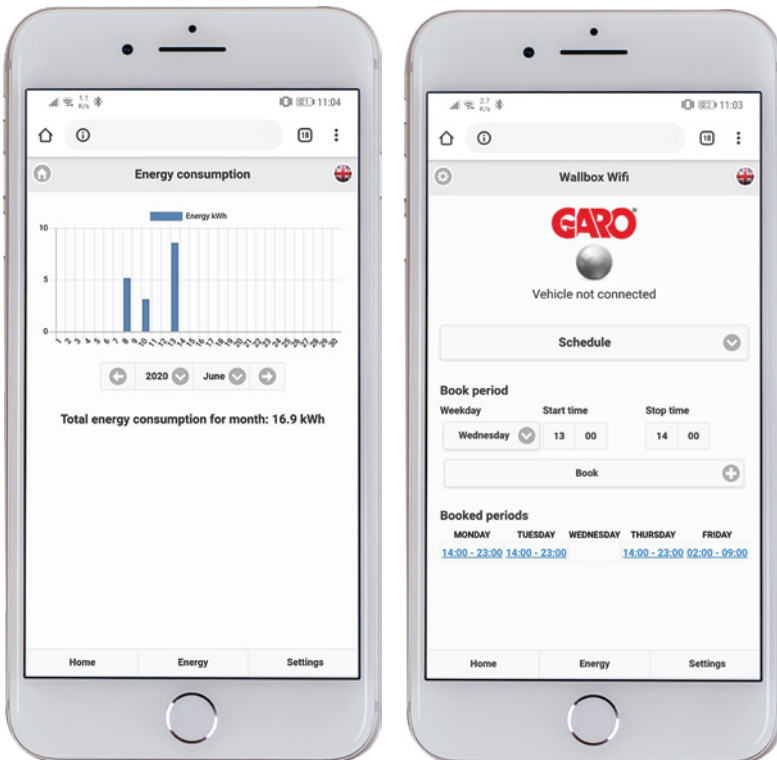 1.1
K/s
11:04
18
Energy consumption
Energy kWh
10
5
0
1 2 3 4 5 6 7 8 9 10 11 12 13 14 15 16 17 18 19 20 21 22 23 24 25 26 27 28 29 30
2020 June
Total energy consumption for month: 16.9 kWh
Home Energy Settings
2.7
K/s
82 11:03
18
Wallbox Wifi
GARO®
Vehicle not connected
Schedule
Book period
Weekday Start time Stop time
Wednesday 13 00 14 00
Book
Booked periods
MONDAY TUESDAY WEDNESDAY THURSDAY FRIDAY
14:00 - 23:00 14:00 - 23:00 14:00 - 23:00 02:00 - 09:00
Home Energy Settings